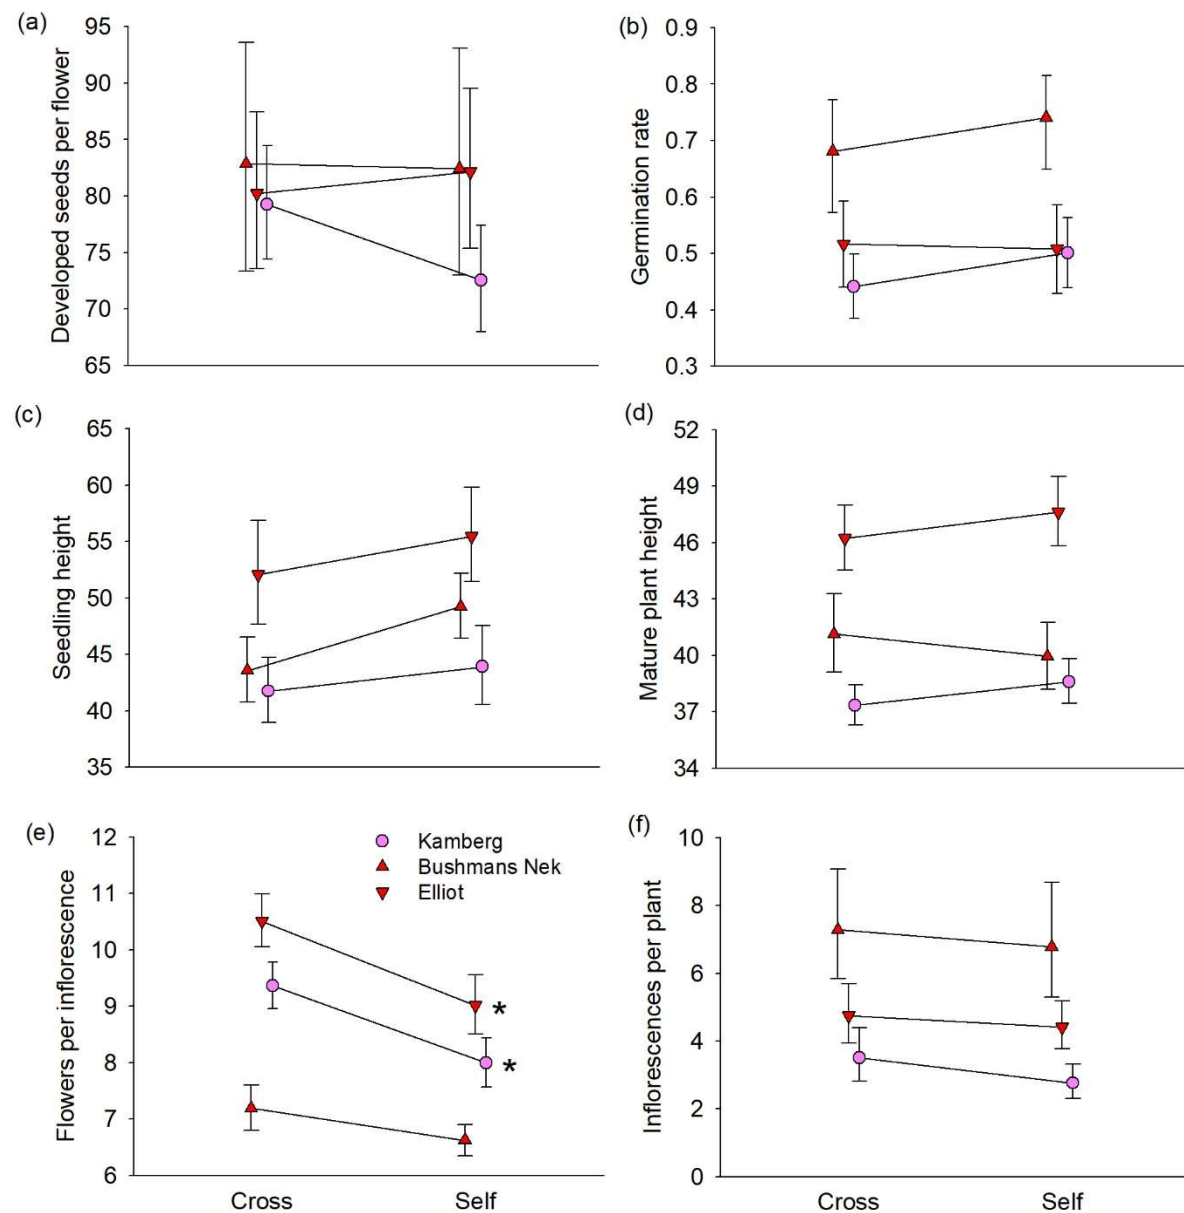 (a)
Developed seeds per flower
95
90
85
80
75
70
65
(b)
Germination rate
0.9
0.8
0.7
0.6
0.5
0.4
0.3
(c)
Seedling height
65
60
55
50
45
40
35
(d)
Mature plant height
52
49
46
43
40
37
34
(e)
Flowers per inflorescence
12
11
10
9
8
7
6
Kamberg
Bushmans Nek
Elliot
*
*
Cross Self
(f)
Inflorescences per plant
10
8
6
4
2
0
Cross Self